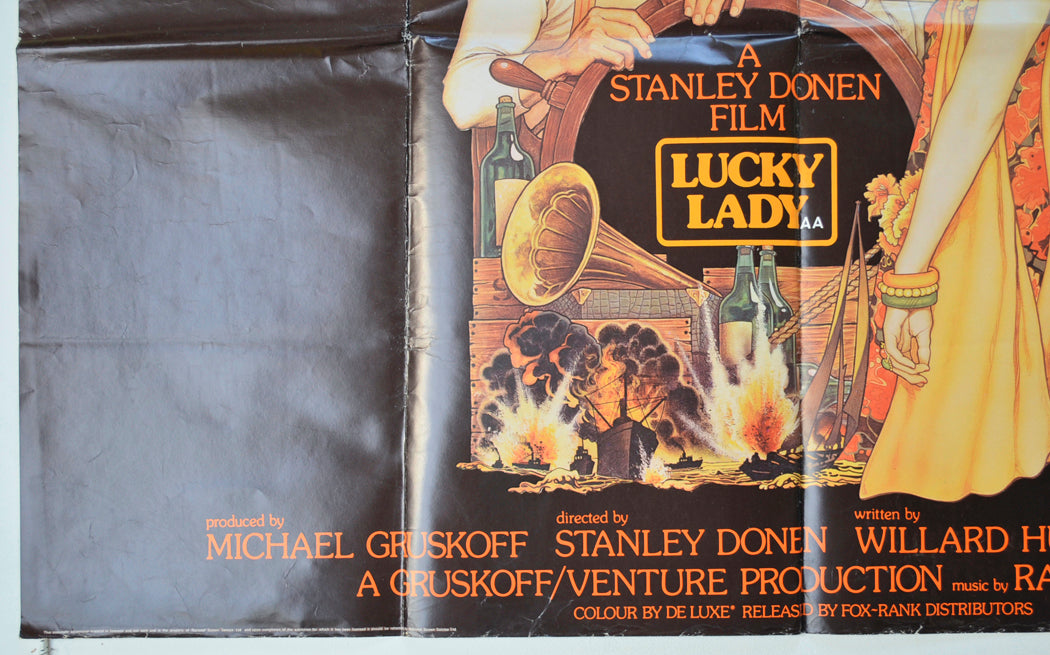 A
STANLEY DONEN
FILM
LUCKY
LADY AA
produced by
MICHAEL GRUSKOFF
directed by
STANLEY DONEN
written by
WILLARD
A GRUSKOFF/VENTURE PRODUCTION music by
COLOUR BY DE LUXE* RELEASED BY FOX-RANK DISTRIBUTORS